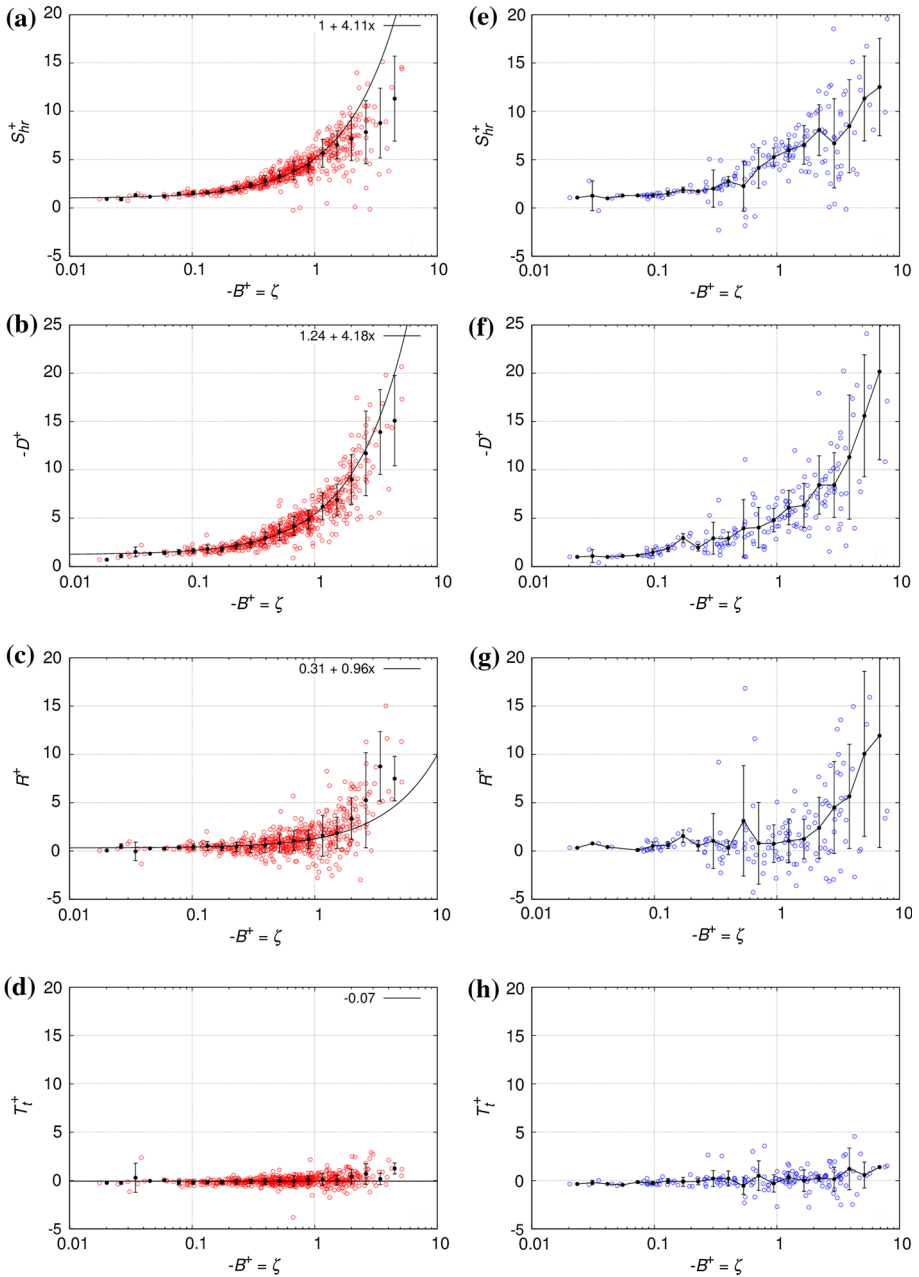 (a)
1 + 4.11x
20
15
10
5
0
-5
S⁺hr
0.01 0.1 1 10
-B⁺ = ζ
(e)
20
15
10
5
0
-5
S⁺hr
0.01 0.1 1 10
-B⁺ = ζ
(b)
1.24 + 4.18x
25
20
15
10
5
0
-D⁺
0.01 0.1 1 10
-B⁺ = ζ
(f)
25
20
15
10
5
0
-D⁺
0.01 0.1 1 10
-B⁺ = ζ
(c)
0.31 + 0.96x
20
15
10
5
0
-5
R⁺
0.01 0.1 1 10
-B⁺ = ζ
(g)
20
15
10
5
0
-5
R⁺
0.01 0.1 1 10
-B⁺ = ζ
(d)
-0.07
20
15
10
5
0
-5
T⁺t
0.01 0.1 1 10
-B⁺ = ζ
(h)
20
15
10
5
0
-5
T⁺t
0.01 0.1 1 10
-B⁺ = ζ